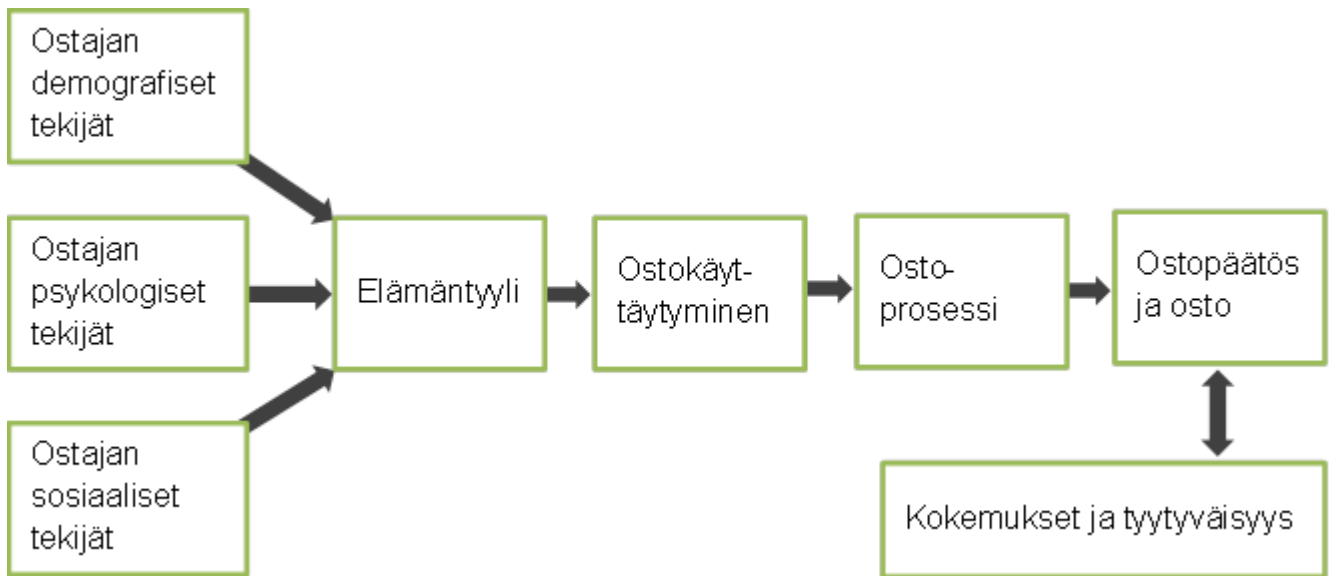 Ostajan
demografiset
tekijät
Ostajan
psykologiset
tekijät
Ostajan
sosiaaliset
tekijät
Elämäntyyli
Ostokäyt-
täytyminen
Osto-
prosessi
Ostopäätös
ja osto
Kokemukset ja tyytyväisyys